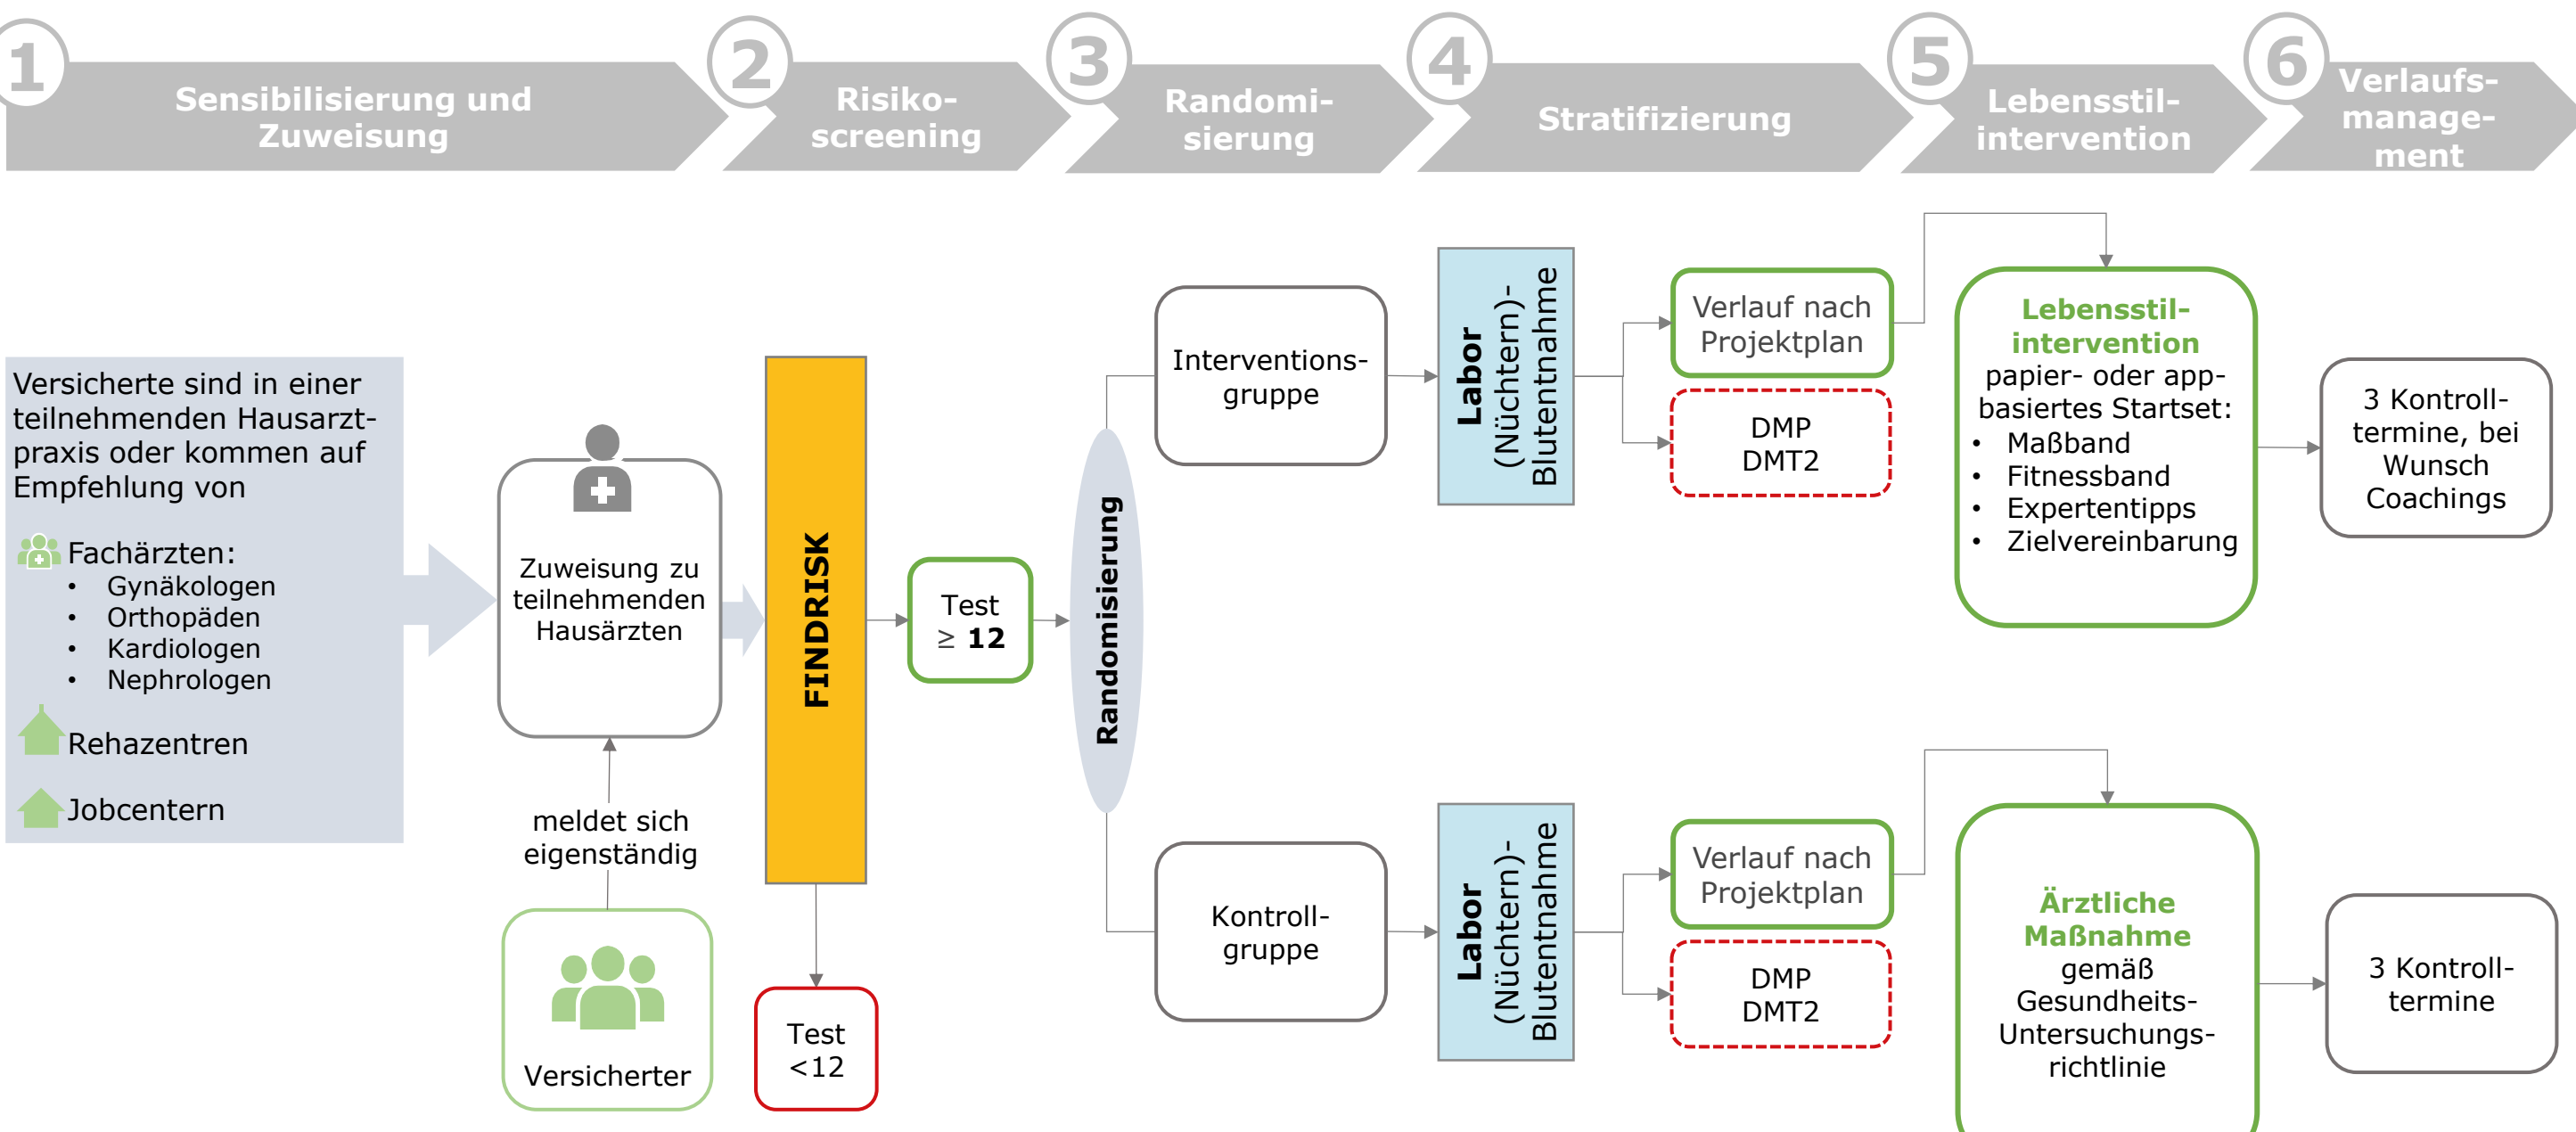 1
Sensibilisierung und
Zuweisung
2
Risiko-
screening
3
Randomi-
sierung
4
Stratifizierung
5
Lebensstil-
intervention
6
Verlaufs-
manage-
ment
Versicherte sind in einer
teilnehmenden Hausarzt-
praxis oder kommen auf
Empfehlung von
Fachärzten:
• Gynäkologen
• Orthopäden
• Kardiologen
• Nephrologen
Rehazentren
Jobcentern
Zuweisung zu
teilnehmenden
Hausärzten
meldet sich
eigenständig
Versicherter
FINDRISK
Test
≥ 12
Test
<12
Randomisierung
Interventions-
gruppe
Labor
(Nüchtern)-
Blutentnahme
Verlauf nach
Projektplan
DMP
DMT2
Lebensstil-
intervention
papier- oder app-
basiertes Startset:
• Maßband
• Fitnessband
• Expertentipps
• Zielvereinbarung
3 Kontroll-
termine, bei
Wunsch
Coachings
Kontroll-
gruppe
Labor
(Nüchtern)-
Blutentnahme
Verlauf nach
Projektplan
DMP
DMT2
Ärztliche
Maßnahme
gemäß
Gesundheits-
Untersuchungs-
richtlinie
3 Kontroll-
termine